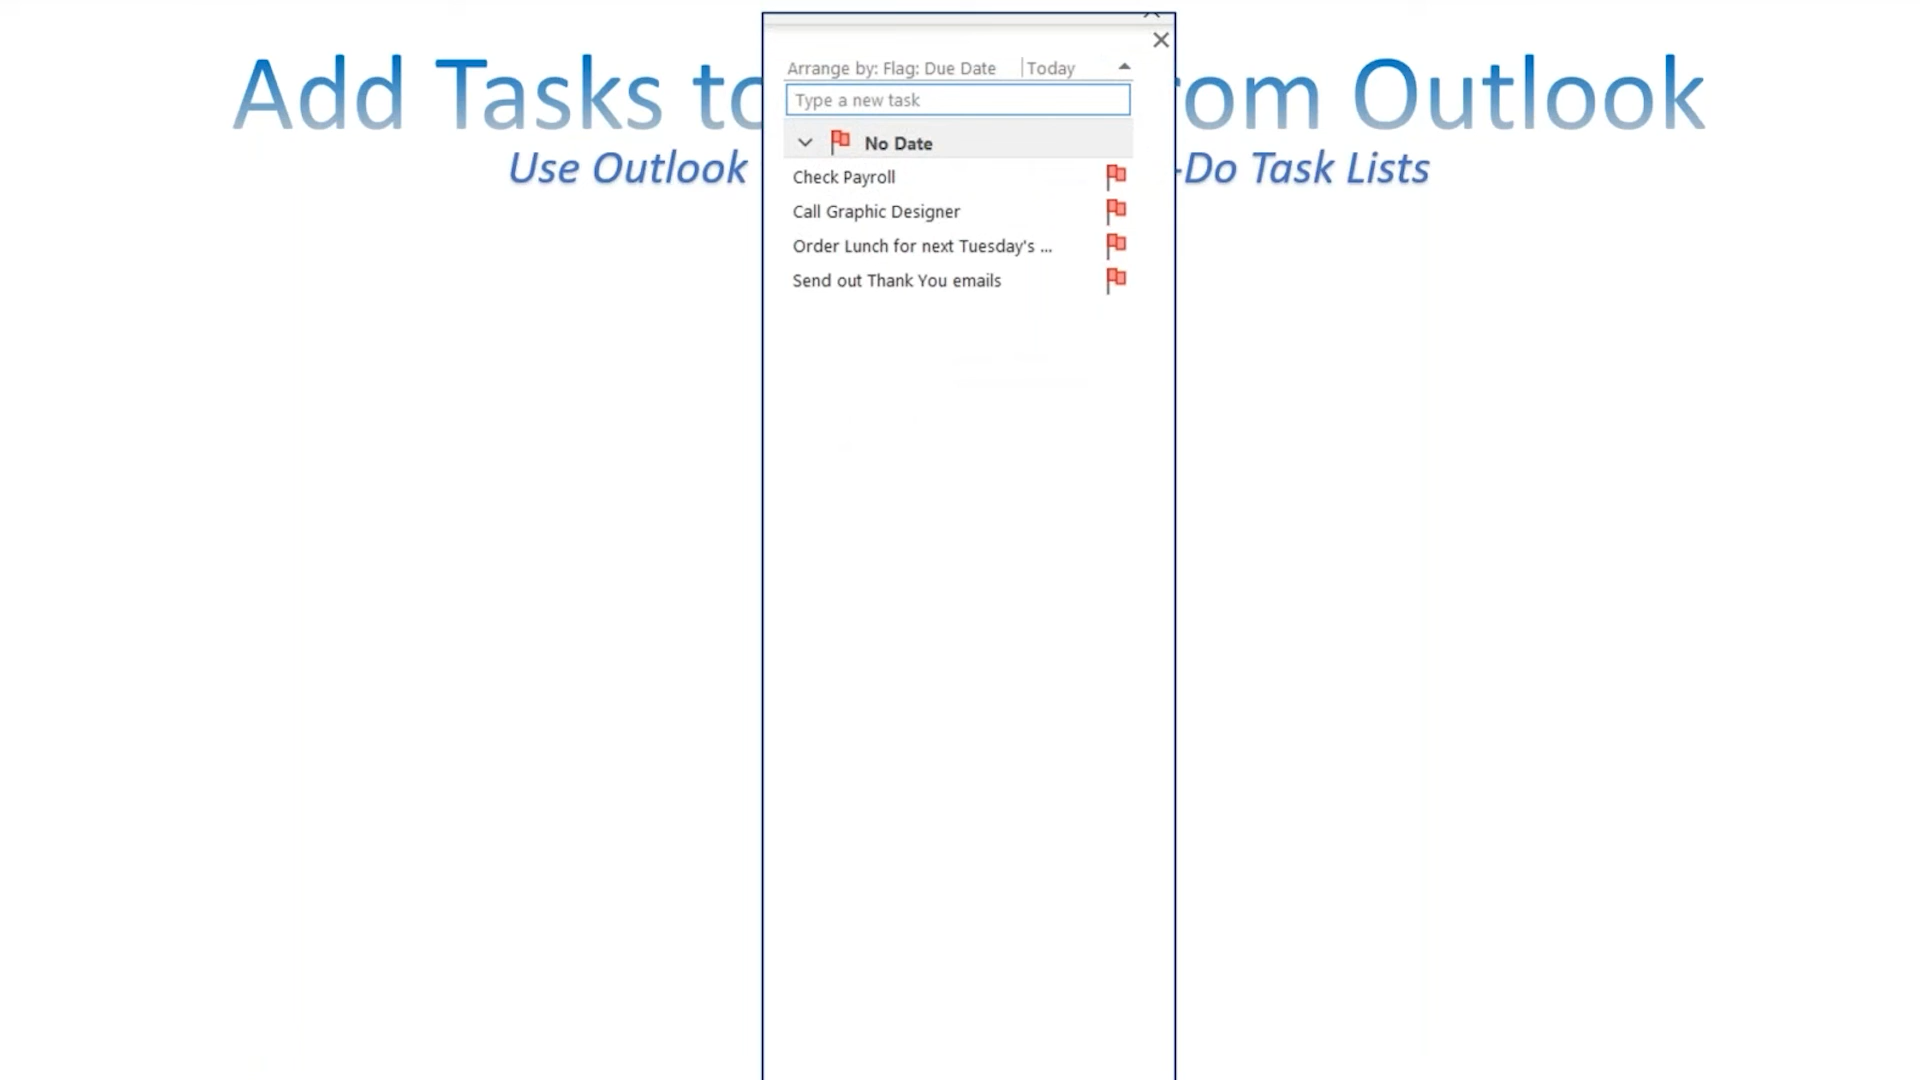 Add Tasks to
om Outlook
Use Outlook
-Do Task Lists
Arrange by: Flag: Due Date Today
Type a new task
No Date
Check Payroll
Call Graphic Designer
Order Lunch for next Tuesday's ...
Send out Thank You emails